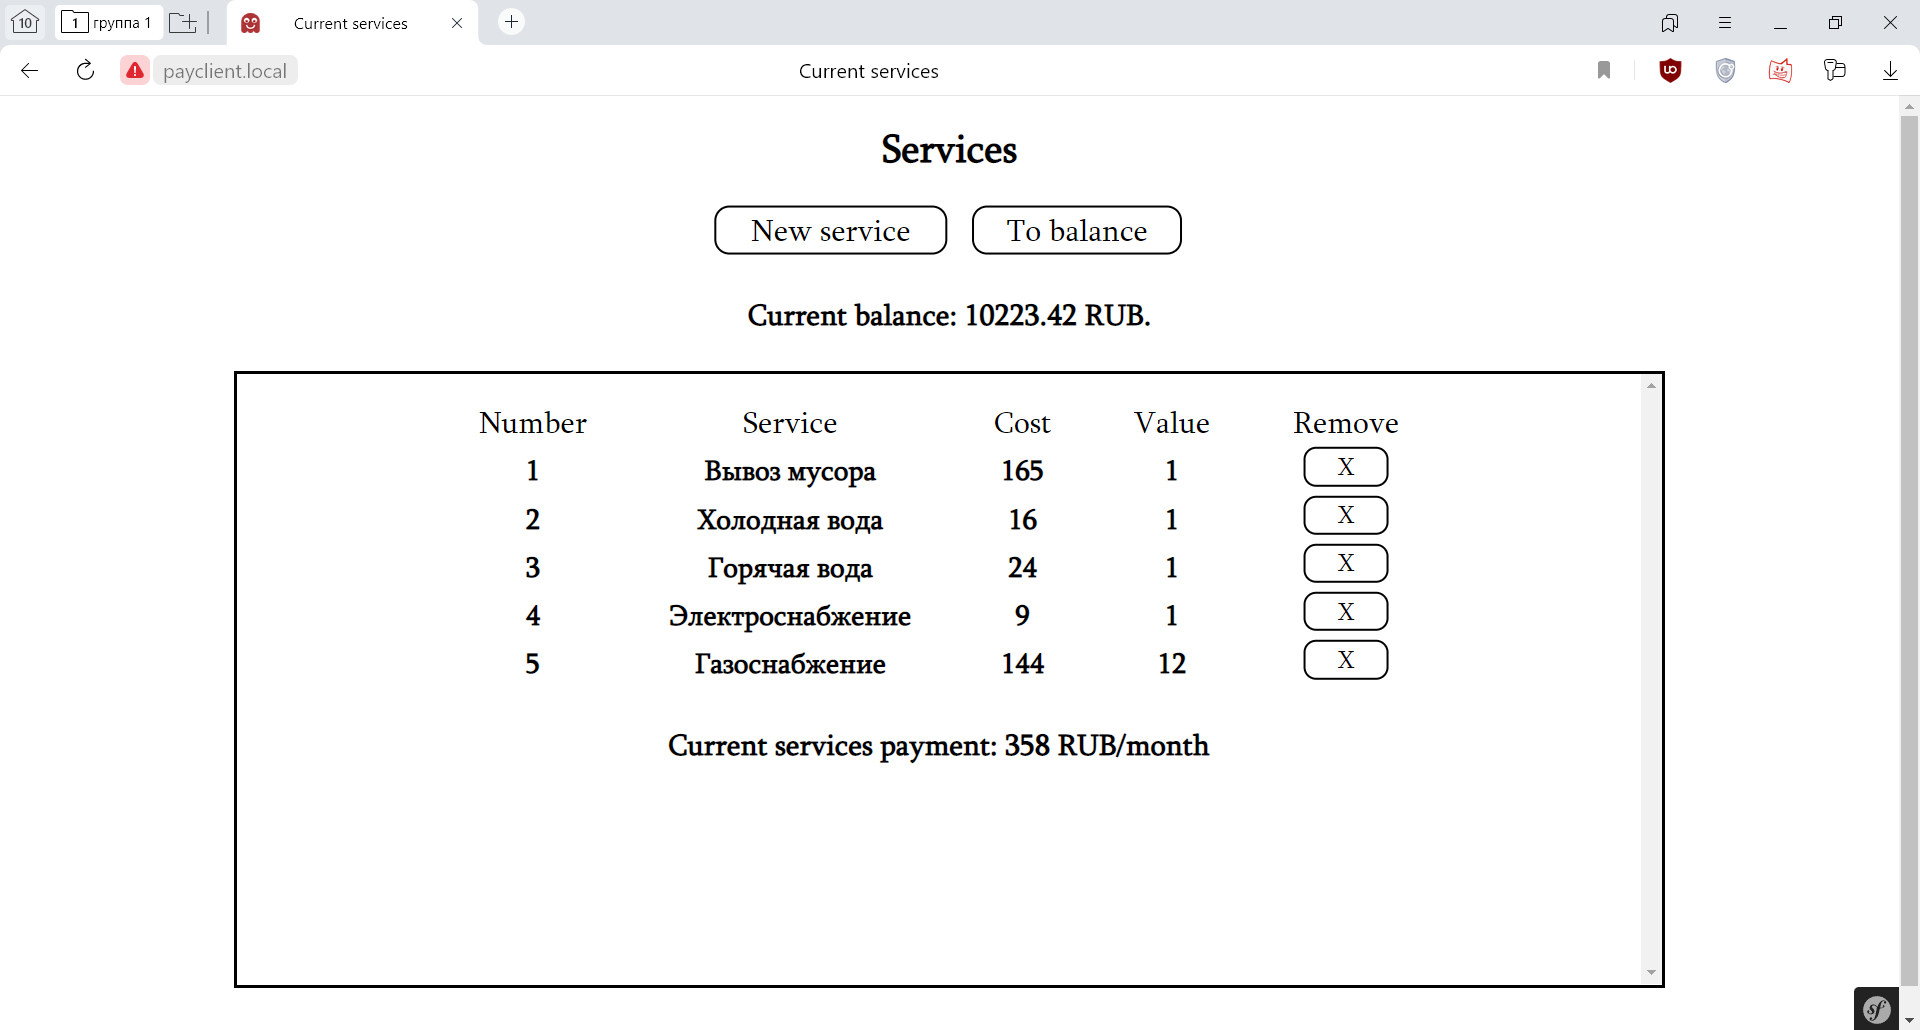 10 1 группа 1 Current services
payclient.local Current services
Services
New service To balance
Current balance: 10223.42 RUB.
Number Service Cost Value Remove
1 Вывоз мусора 165 1 X
2 Холодная вода 16 1 X
3 Горячая вода 24 1 X
4 Электроснабжение 9 1 X
5 Газоснабжение 144 12 X
Current services payment: 358 RUB/month
sf